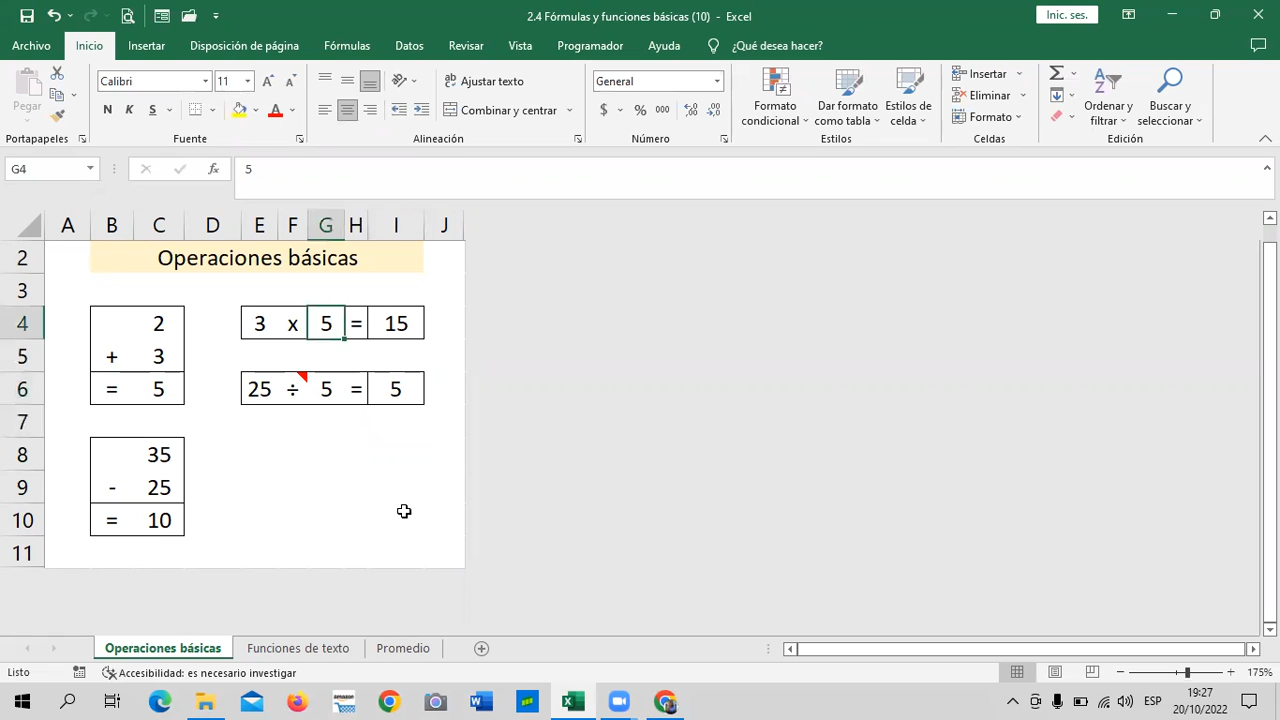 2.4 Fórmulas y funciones básicas (10) - Excel
Inic. ses.
Archivo Inicio Insertar Disposición de página Fórmulas Datos Revisar Vista Programador Ayuda ¿Qué desea hacer?
Pegar
Portapapeles
Calibri 11
N K S
Fuente
Ajustar texto
Combinar y centrar
Alineación
General
$ % 000
Número
Formato condicional
Dar formato como tabla
Estilos de celda
Estilos
Insertar
Eliminar
Formato
Celdas
Ordenar y filtrar
Buscar y seleccionar
Edición
G4 fx 5
A B C D E F G H I J
2 Operaciones básicas
3
4 2 3 x 5 = 15
5 + 3
6 = 5 25 ÷ 5 = 5
7
8 35
9 - 25
10 = 10
11
Operaciones básicas Funciones de texto Promedio
Listo Accesibilidad: es necesario investigar 175%
ESP 19:27
20/10/2022